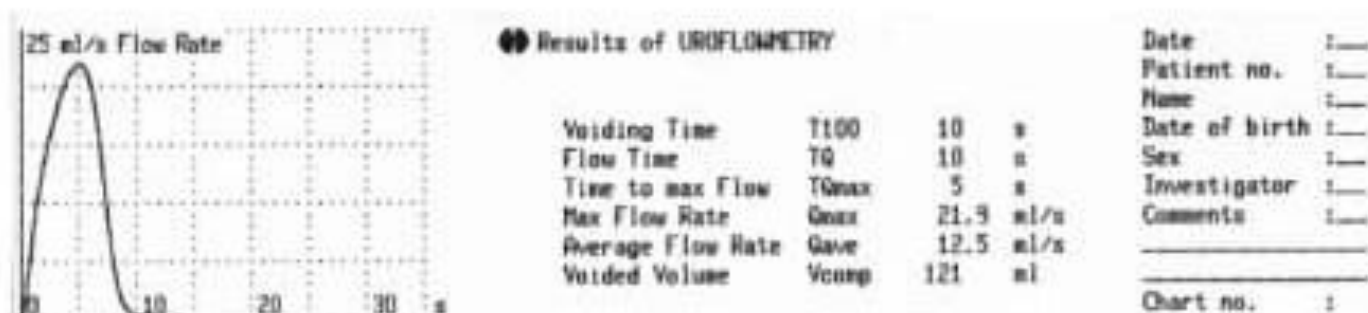 25 ml/s Flow Rate
0 10 20 30 s
Results of UROFLOWMETRY
Voiding Time T100 10 s
Flow Time TQ 10 s
Time to max Flow TQmax 5 s
Max Flow Rate Qmax 21.9 ml/s
Average Flow Rate Qave 12.5 ml/s
Voided Volume Vcomp 121 ml
Date :
Patient no. :
Name :
Date of birth :
Sex :
Investigator :
Comments :
Chart no. :